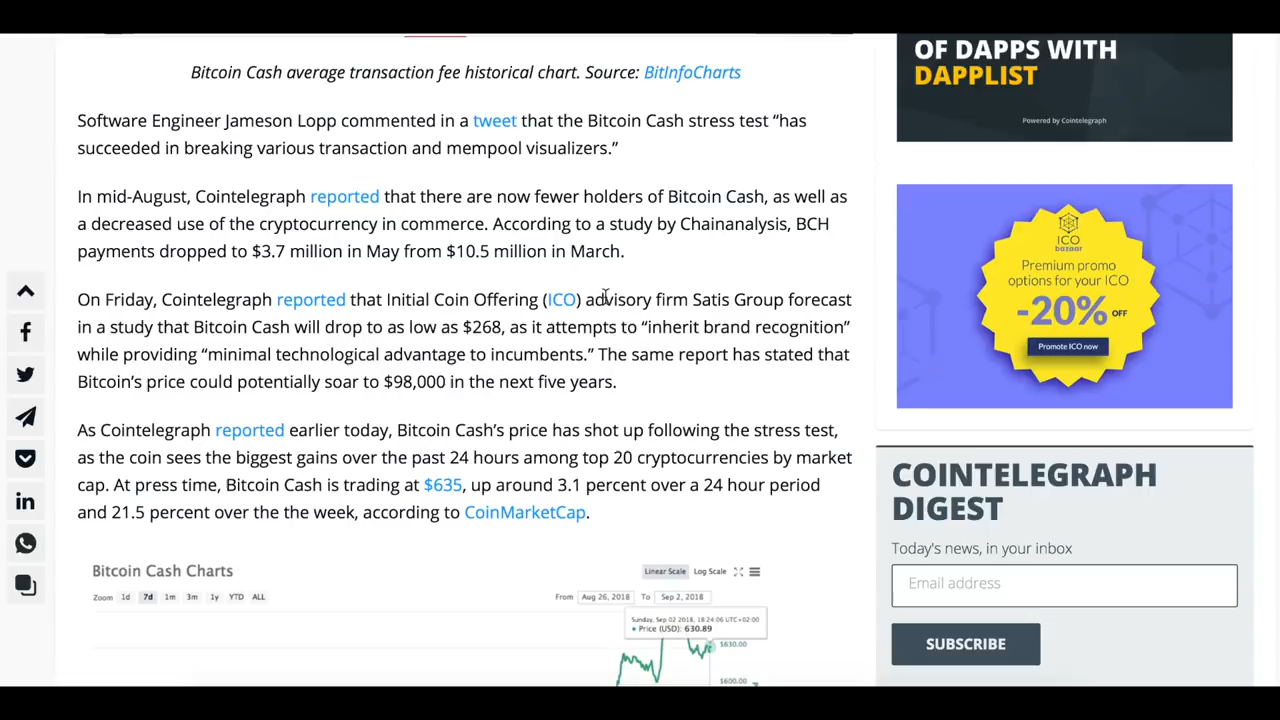 Bitcoin Cash average transaction fee historical chart. Source: BitInfoCharts
Software Engineer Jameson Lopp commented in a tweet that the Bitcoin Cash stress test “has
succeeded in breaking various transaction and mempool visualizers.”
In mid-August, Cointelegraph reported that there are now fewer holders of Bitcoin Cash, as well as
a decreased use of the cryptocurrency in commerce. According to a study by Chainanalysis, BCH
payments dropped to $3.7 million in May from $10.5 million in March.
On Friday, Cointelegraph reported that Initial Coin Offering (ICO) advisory firm Satis Group forecast
in a study that Bitcoin Cash will drop to as low as $268, as it attempts to “inherit brand recognition”
while providing “minimal technological advantage to incumbents.” The same report has stated that
Bitcoin’s price could potentially soar to $98,000 in the next five years.
As Cointelegraph reported earlier today, Bitcoin Cash’s price has shot up following the stress test,
as the coin sees the biggest gains over the past 24 hours among top 20 cryptocurrencies by market
cap. At press time, Bitcoin Cash is trading at $635, up around 3.1 percent over a 24 hour period
and 21.5 percent over the the week, according to CoinMarketCap.
Bitcoin Cash Charts
Linear Scale Log Scale
Zoom 1d 7d 1m 3m 1y YTD ALL
From Aug 26, 2018 To Sep 2, 2018
Sunday, Sep 02 2018, 18:24:06 UTC+02:00
• Price (USD): 630.89
$630.00
$600.00
OF DAPPS WITH
DAPPLIST
Powered by Cointelegraph
ICO
bazaar
Premium promo
options for your ICO
-20% OFF
Promote ICO now
COINTELEGRAPH
DIGEST
Today's news, in your inbox
Email address
SUBSCRIBE